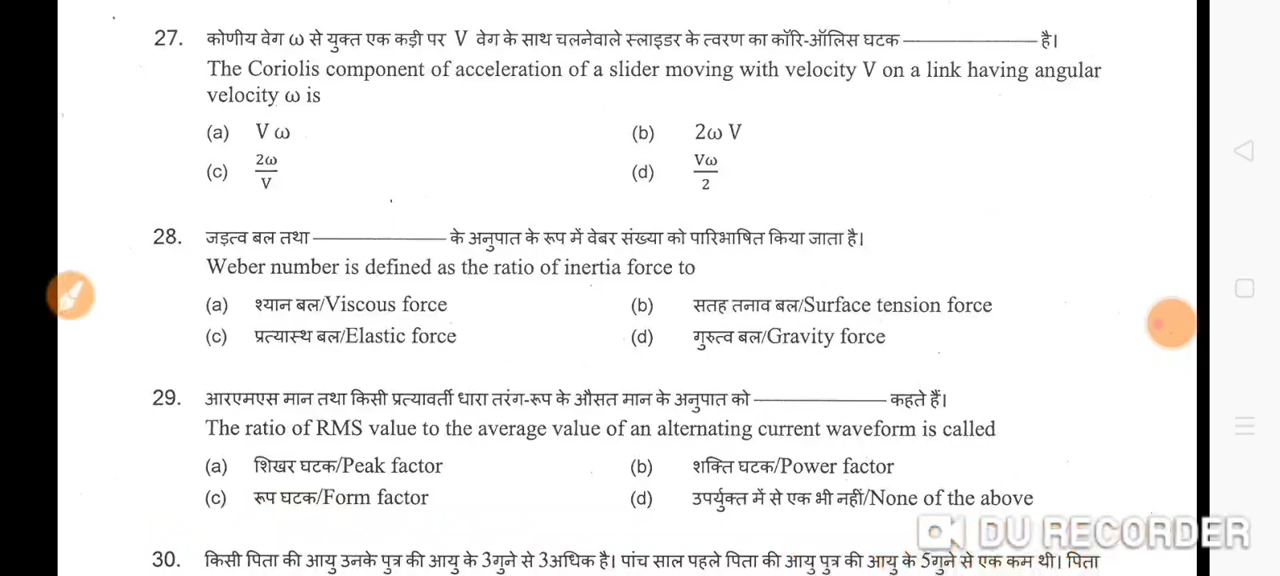 27. कोणीय वेग ω से युक्त एक कड़ी पर V वेग के साथ चलनेवाले स्लाइडर के त्वरण का कॉरि-ऑलिस घटक ———————— है।
The Coriolis component of acceleration of a slider moving with velocity V on a link having angular
velocity ω is
(a) V ω (b) 2ω V
(c) 2ω/V (d) Vω/2
28. जड़त्व बल तथा ———————— के अनुपात के रूप में वेबर संख्या को पारिभाषित किया जाता है।
Weber number is defined as the ratio of inertia force to
(a) श्यान बल/Viscous force (b) सतह तनाव बल/Surface tension force
(c) प्रत्यास्थ बल/Elastic force (d) गुरुत्व बल/Gravity force
29. आरएमएस मान तथा किसी प्रत्यावर्ती धारा तरंग-रूप के औसत मान के अनुपात को ———————— कहते हैं।
The ratio of RMS value to the average value of an alternating current waveform is called
(a) शिखर घटक/Peak factor (b) शक्ति घटक/Power factor
(c) रूप घटक/Form factor (d) उपर्युक्त में से एक भी नहीं/None of the above
DU RECORDER
30. किसी पिता की आयु उनके पुत्र की आयु के 3गुने से 3अधिक है। पांच साल पहले पिता की आयु पुत्र की आयु के 5गुने से एक कम थी। पिता